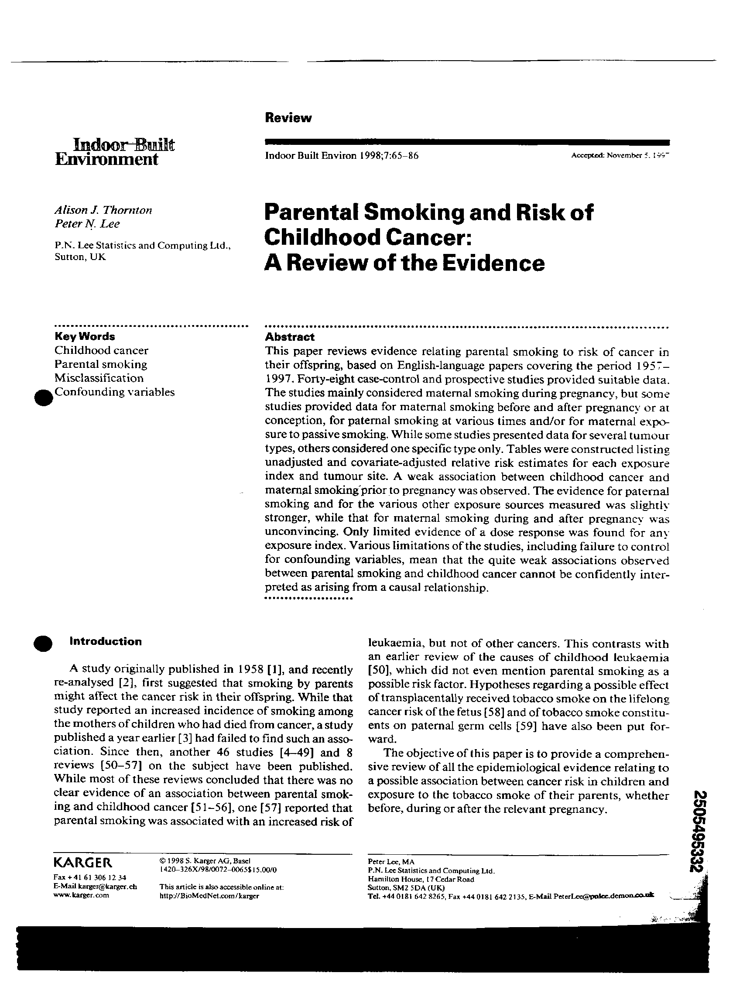 Review
Indoor Built
Environment
Indoor Built Environ 1998;7:65–86
Accepted: November 5, 1997
Alison J. Thornton
Peter N. Lee
P.N. Lee Statistics and Computing Ltd.,
Sutton, UK
Parental Smoking and Risk of
Childhood Cancer:
A Review of the Evidence
Key Words
Childhood cancer
Parental smoking
Misclassification
Confounding variables
Abstract
This paper reviews evidence relating parental smoking to risk of cancer in
their offspring, based on English-language papers covering the period 1957–
1997. Forty-eight case-control and prospective studies provided suitable data.
The studies mainly considered maternal smoking during pregnancy, but some
studies provided data for maternal smoking before and after pregnancy or at
conception, for paternal smoking at various times and/or for maternal expo-
sure to passive smoking. While some studies presented data for several tumour
types, others considered one specific type only. Tables were constructed listing
unadjusted and covariate-adjusted relative risk estimates for each exposure
index and tumour site. A weak association between childhood cancer and
maternal smoking prior to pregnancy was observed. The evidence for paternal
smoking and for the various other exposure sources measured was slightly
stronger, while that for maternal smoking during and after pregnancy was
unconvincing. Only limited evidence of a dose response was found for any
exposure index. Various limitations of the studies, including failure to control
for confounding variables, mean that the quite weak associations observed
between parental smoking and childhood cancer cannot be confidently inter-
preted as arising from a causal relationship.
Introduction
A study originally published in 1958 [1], and recently
re-analysed [2], first suggested that smoking by parents
might affect the cancer risk in their offspring. While that
study reported an increased incidence of smoking among
the mothers of children who had died from cancer, a study
published a year earlier [3] had failed to find such an asso-
ciation. Since then, another 46 studies [4–49] and 8
reviews [50–57] on the subject have been published.
While most of these reviews concluded that there was no
clear evidence of an association between parental smok-
ing and childhood cancer [51–56], one [57] reported that
parental smoking was associated with an increased risk of
leukaemia, but not of other cancers. This contrasts with
an earlier review of the causes of childhood leukaemia
[50], which did not even mention parental smoking as a
possible risk factor. Hypotheses regarding a possible effect
of transplacentally received tobacco smoke on the lifelong
cancer risk of the fetus [58] and of tobacco smoke constitu-
ents on paternal germ cells [59] have also been put for-
ward.
The objective of this paper is to provide a comprehen-
sive review of all the epidemiological evidence relating to
a possible association between cancer risk in children and
exposure to the tobacco smoke of their parents, whether
before, during or after the relevant pregnancy.
KARGER
Fax + 41 61 306 12 34
E-Mail karger@karger.ch
www.karger.com
© 1998 S. Karger AG, Basel
1420–326X/98/0072–0065$15.00/0
This article is also accessible online at:
http://BioMedNet.com/karger
Peter Lee, MA
P.N. Lee Statistics and Computing Ltd.
Hamilton House, 17 Cedar Road
Sutton, SM2 5DA (UK)
Tel. +44 0181 642 8265, Fax +44 0181 642 2135, E-Mail PeterLee@pnlee.demon.co.uk
2505495332